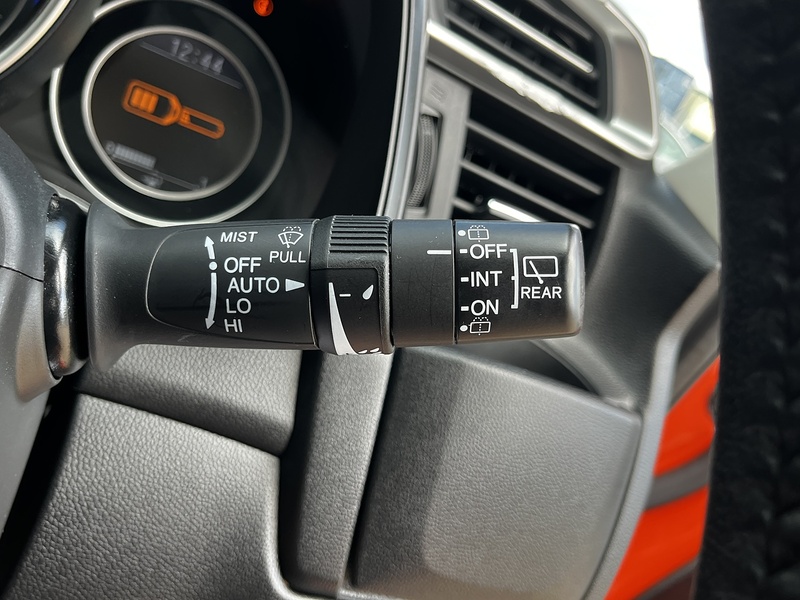 12:44
MIST
PULL
OFF
AUTO
LO
HI
OFF
INT
ON
REAR